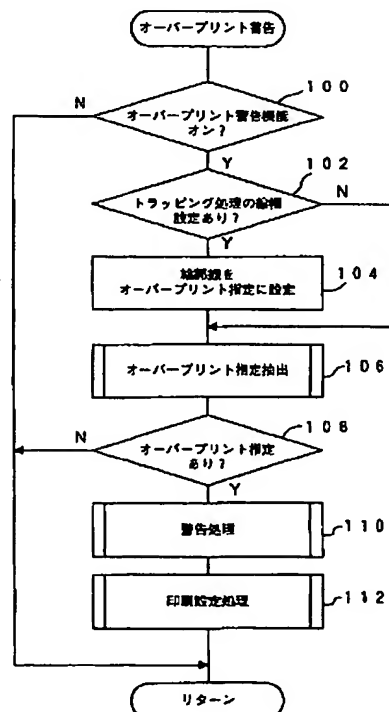 オーバープリント警告
N
100
オーバープリント警告機能
オン?
Y
102
トラッピング処理の線幅
設定あり?
N
Y
輪郭線を
オーバープリント指定に設定
104
オーバープリント指定抽出
106
108
N
オーバープリント指定
あり?
Y
警告処理
110
印刷設定処理
112
リターン